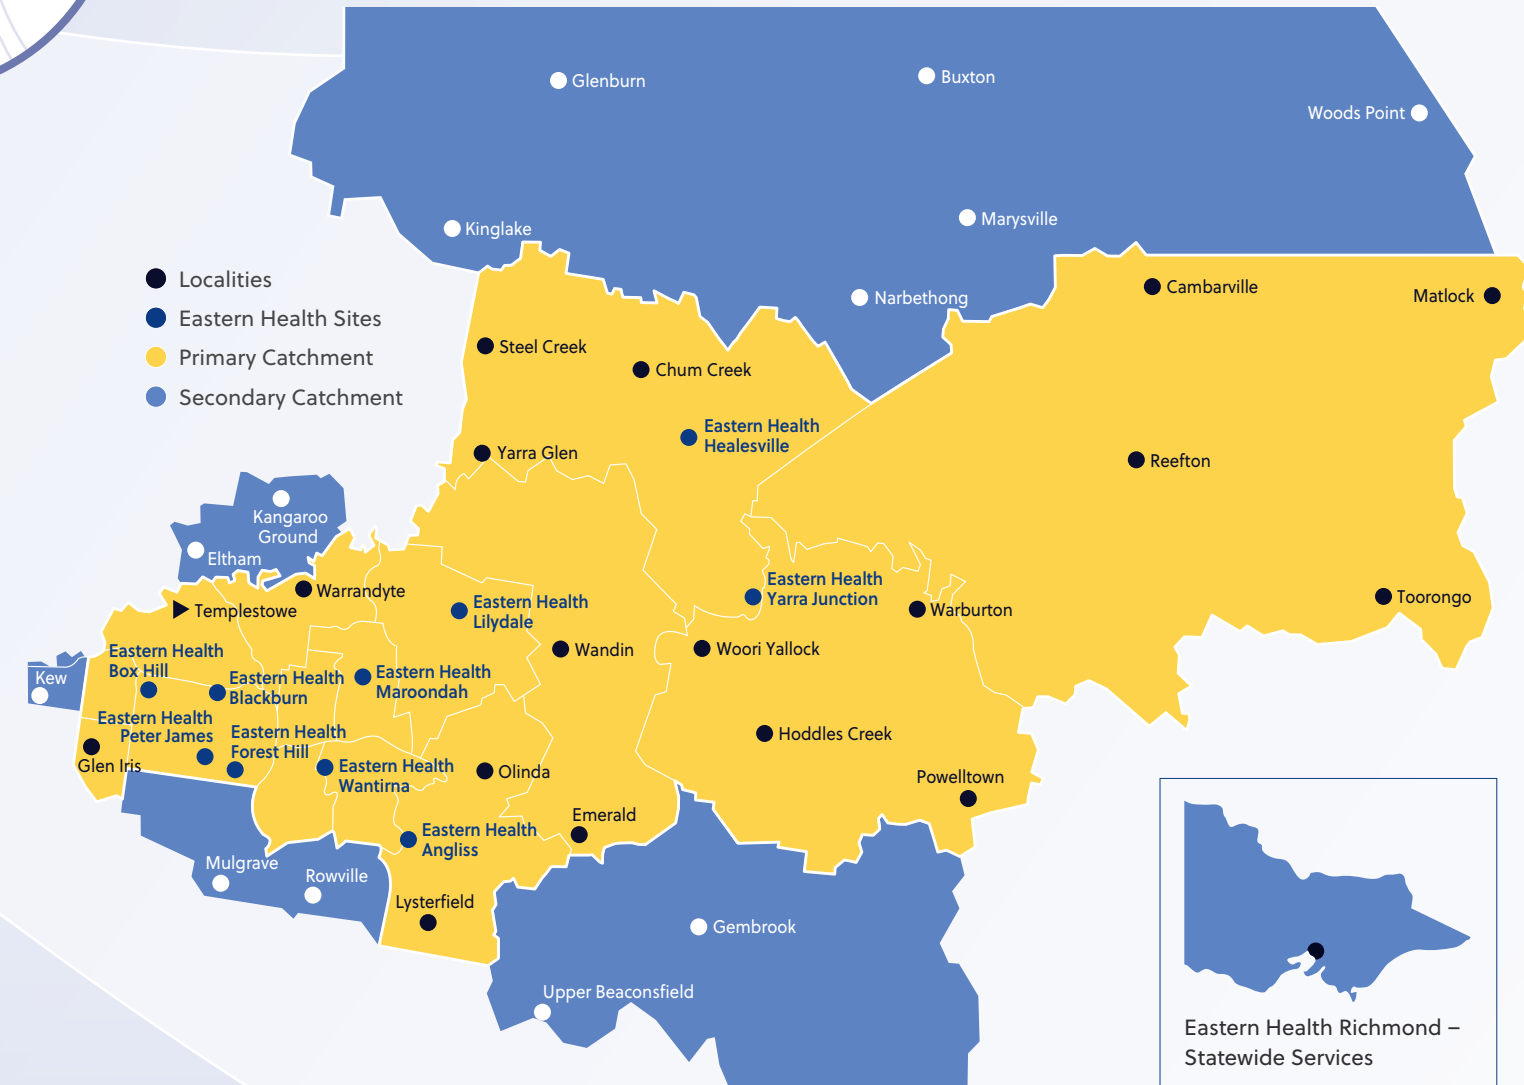 Glenburn
Buxton
Woods Point
Kinglake
Marysville
Narbethong
Localities
Eastern Health Sites
Primary Catchment
Secondary Catchment
Cambarville
Matlock
Steel Creek
Chum Creek
Eastern Health
Healesville
Yarra Glen
Reefton
Kangaroo
Ground
Eltham
Warrandyte
Templestowe
Eastern Health
Lilydale
Eastern Health
Yarra Junction
Warburton
Toorongo
Wandin
Woori Yallock
Eastern Health
Box Hill
Kew
Eastern Health
Blackburn
Eastern Health
Maroondah
Eastern Health
Peter James
Eastern Health
Forest Hill
Glen Iris
Eastern Health
Wantirna
Olinda
Hoddles Creek
Powelltown
Emerald
Eastern Health
Angliss
Mulgrave
Rowville
Lysterfield
Gembrook
Upper Beaconsfield
Eastern Health Richmond –
Statewide Services